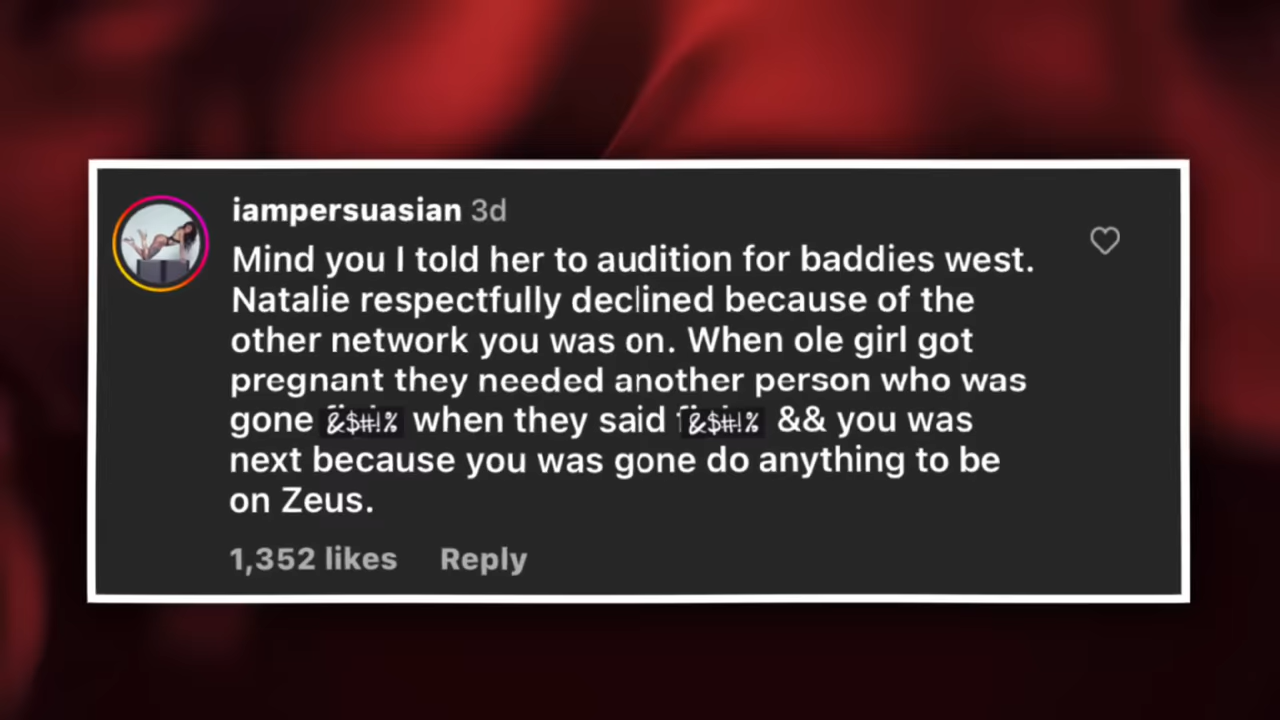 iampersuasian 3d
Mind you I told her to audition for baddies west.
Natalie respectfully declined because of the
other network you was on. When ole girl got
pregnant they needed another person who was
gone &$#!% when they said &$#!% && you was
next because you was gone do anything to be
on Zeus.
1,352 likes Reply